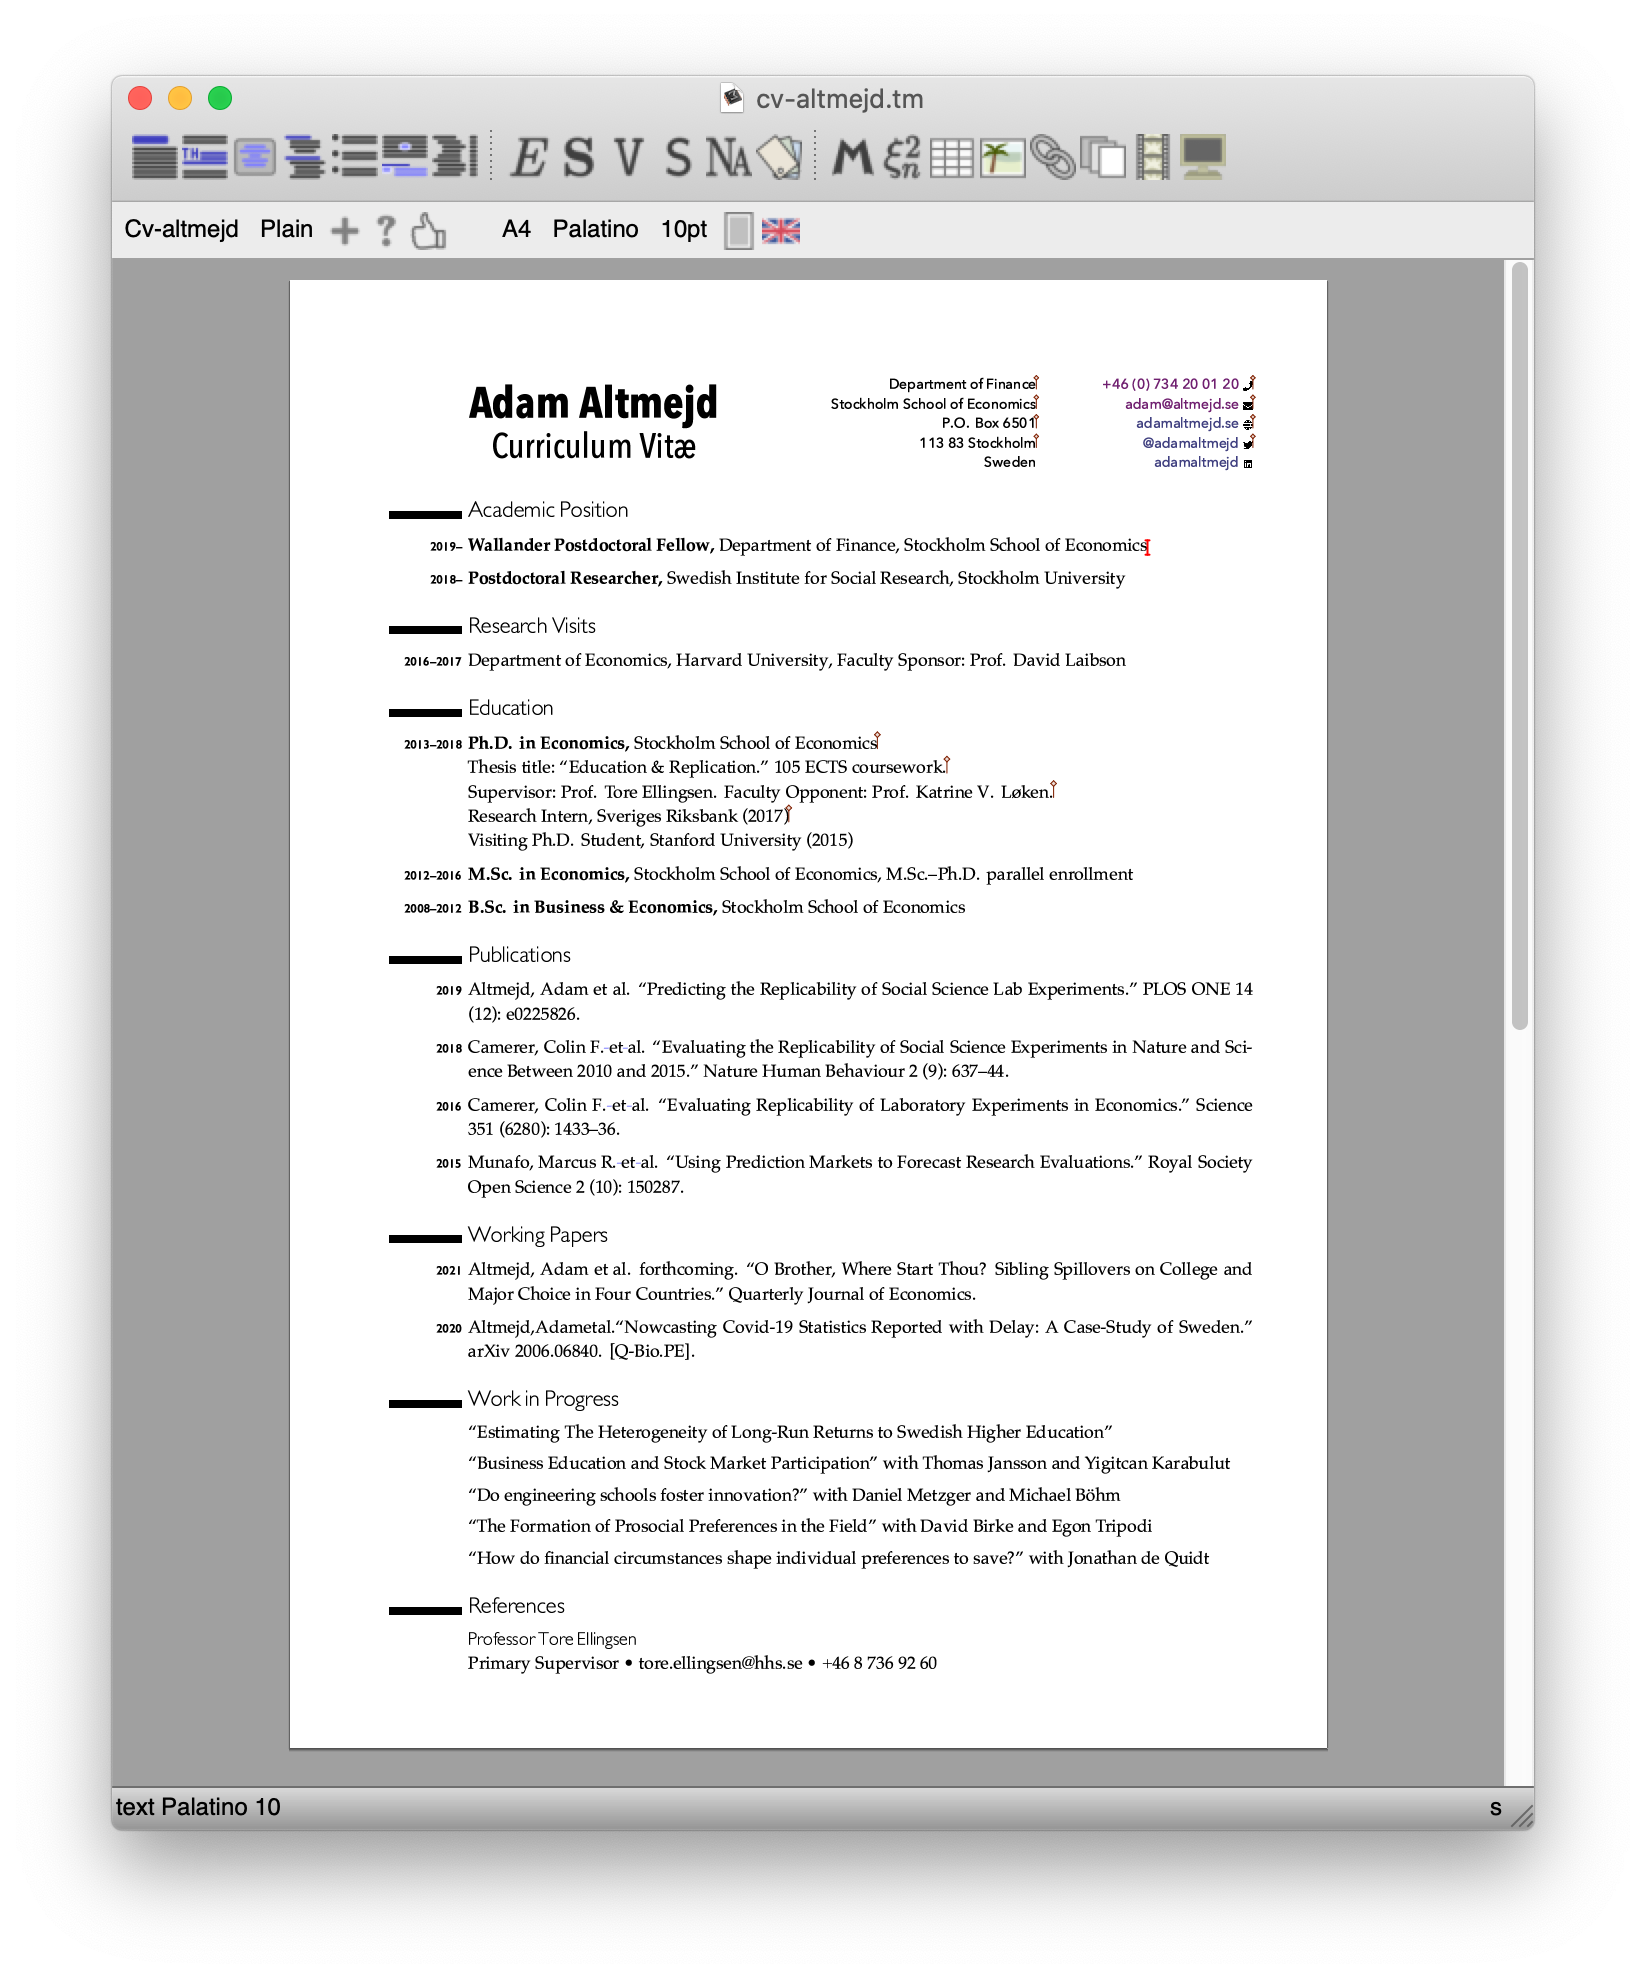 cv-altmejd.tm
TH E S V S NA M ξ2n
Cv-altmejd Plain + ? A4 Palatino 10pt
Adam Altmejd
Curriculum Vitæ
Department of Finance
Stockholm School of Economics
P.O. Box 6501
113 83 Stockholm
Sweden
+46 (0) 734 20 01 20
adam@altmejd.se
adamaltmejd.se
@adamaltmejd
adamaltmejd
Academic Position
2019– Wallander Postdoctoral Fellow, Department of Finance, Stockholm School of Economics
2018– Postdoctoral Researcher, Swedish Institute for Social Research, Stockholm University
Research Visits
2016–2017 Department of Economics, Harvard University, Faculty Sponsor: Prof. David Laibson
Education
2013–2018 Ph.D. in Economics, Stockholm School of Economics
Thesis title: “Education & Replication.” 105 ECTS coursework.
Supervisor: Prof. Tore Ellingsen. Faculty Opponent: Prof. Katrine V. Løken.
Research Intern, Sveriges Riksbank (2017)
Visiting Ph.D. Student, Stanford University (2015)
2012–2016 M.Sc. in Economics, Stockholm School of Economics, M.Sc.–Ph.D. parallel enrollment
2008–2012 B.Sc. in Business & Economics, Stockholm School of Economics
Publications
2019 Altmejd, Adam et al. “Predicting the Replicability of Social Science Lab Experiments.” PLOS ONE 14
(12): e0225826.
2018 Camerer, Colin F. et al. “Evaluating the Replicability of Social Science Experiments in Nature and Sci-
ence Between 2010 and 2015.” Nature Human Behaviour 2 (9): 637–44.
2016 Camerer, Colin F. et al. “Evaluating Replicability of Laboratory Experiments in Economics.” Science
351 (6280): 1433–36.
2015 Munafo, Marcus R. et al. “Using Prediction Markets to Forecast Research Evaluations.” Royal Society
Open Science 2 (10): 150287.
Working Papers
2021 Altmejd, Adam et al. forthcoming. “O Brother, Where Start Thou? Sibling Spillovers on College and
Major Choice in Four Countries.” Quarterly Journal of Economics.
2020 Altmejd,Adametal.“Nowcasting Covid-19 Statistics Reported with Delay: A Case-Study of Sweden.”
arXiv 2006.06840. [Q-Bio.PE].
Work in Progress
“Estimating The Heterogeneity of Long-Run Returns to Swedish Higher Education”
“Business Education and Stock Market Participation” with Thomas Jansson and Yigitcan Karabulut
“Do engineering schools foster innovation?” with Daniel Metzger and Michael Böhm
“The Formation of Prosocial Preferences in the Field” with David Birke and Egon Tripodi
“How do financial circumstances shape individual preferences to save?” with Jonathan de Quidt
References
Professor Tore Ellingsen
Primary Supervisor • tore.ellingsen@hhs.se • +46 8 736 92 60
text Palatino 10 s